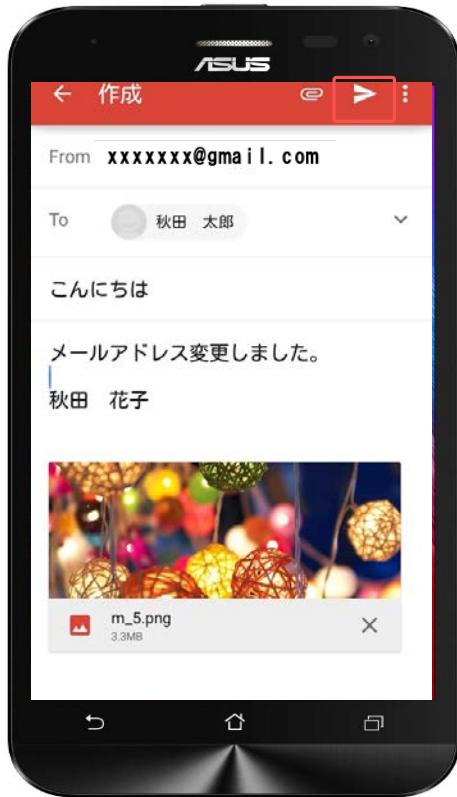 ASUS
作成
From xxxxxxx@gmail.com
To 秋田 太郎
こんにちは
メールアドレス変更しました。
秋田 花子
m_5.png
3.3MB